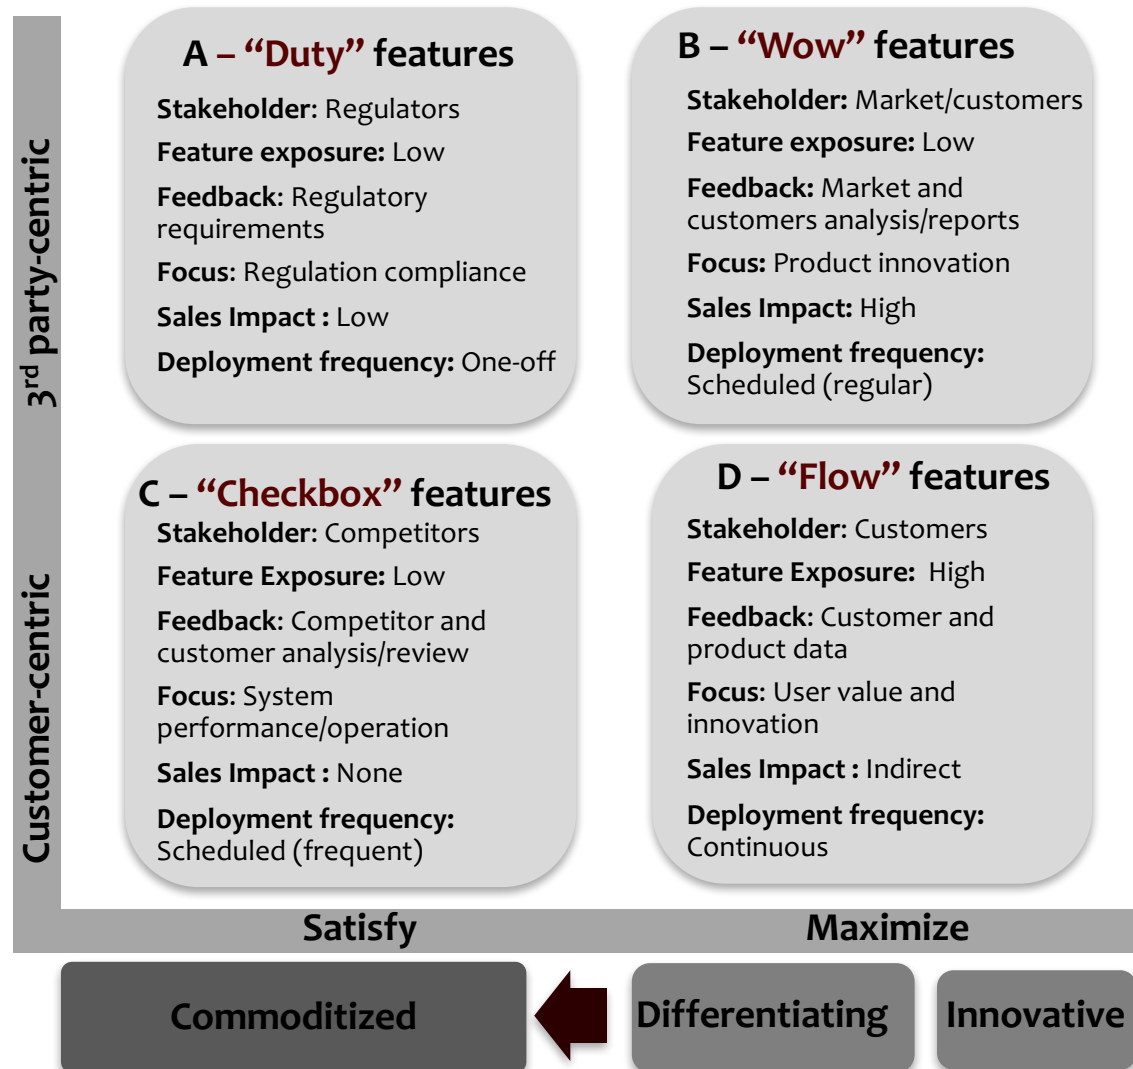 3rd party-centric
Customer-centric
A – “Duty” features
Stakeholder: Regulators
Feature exposure: Low
Feedback: Regulatory
requirements
Focus: Regulation compliance
Sales Impact : Low
Deployment frequency: One-off
B – “Wow” features
Stakeholder: Market/customers
Feature exposure: Low
Feedback: Market and
customers analysis/reports
Focus: Product innovation
Sales Impact: High
Deployment frequency:
Scheduled (regular)
C – “Checkbox” features
Stakeholder: Competitors
Feature Exposure: Low
Feedback: Competitor and
customer analysis/review
Focus: System
performance/operation
Sales Impact : None
Deployment frequency:
Scheduled (frequent)
D – “Flow” features
Stakeholder: Customers
Feature Exposure: High
Feedback: Customer and
product data
Focus: User value and
innovation
Sales Impact : Indirect
Deployment frequency:
Continuous
Satisfy
Maximize
Commoditized
Differentiating
Innovative